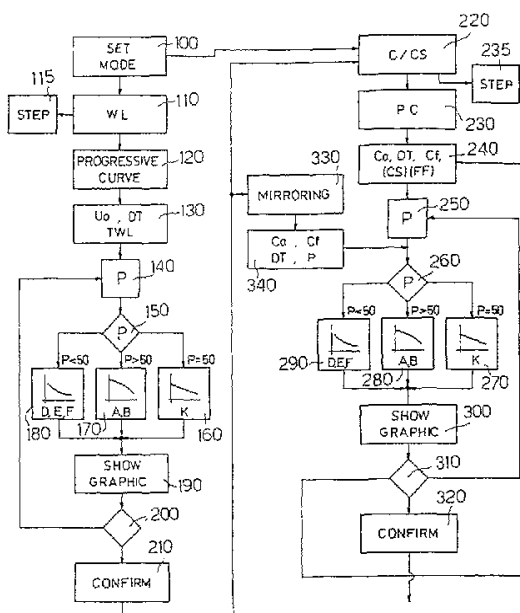 SET
MODE
100
115
STEP
WL
110
PROGRESSIVE
CURVE
120
Uo, DT
TWL
130
P
140
150
P
P<50
P>50
P=50
D,E,F
A,B
K
180
170
160
SHOW
GRAPHIC
190
200
210
CONFIRM
220
C/CS
235
STEP
PC
230
240
Co, DT, Cf,
(CS)(FF)
330
MIRRORING
250
P
Co, Cf
DT, P
340
260
P
P<50
P>50
P=50
D,E,F
A,B
K
290
280
270
SHOW
GRAPHIC
300
310
320
CONFIRM